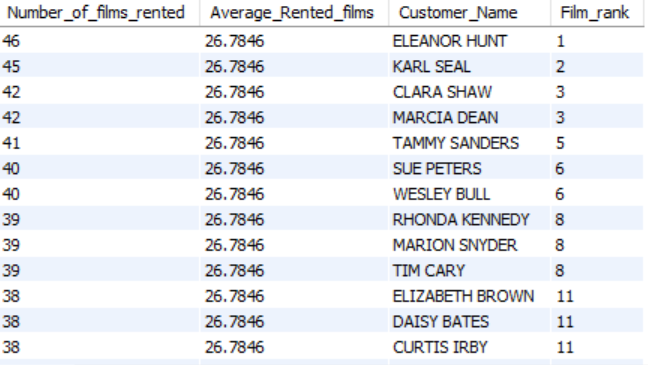 Number_of_films_rented Average_Rented_films Customer_Name Film_rank
46 26.7846 ELEANOR HUNT 1
45 26.7846 KARL SEAL 2
42 26.7846 CLARA SHAW 3
42 26.7846 MARCIA DEAN 3
41 26.7846 TAMMY SANDERS 5
40 26.7846 SUE PETERS 6
40 26.7846 WESLEY BULL 6
39 26.7846 RHONDA KENNEDY 8
39 26.7846 MARION SNYDER 8
39 26.7846 TIM CARY 8
38 26.7846 ELIZABETH BROWN 11
38 26.7846 DAISY BATES 11
38 26.7846 CURTIS IRBY 11